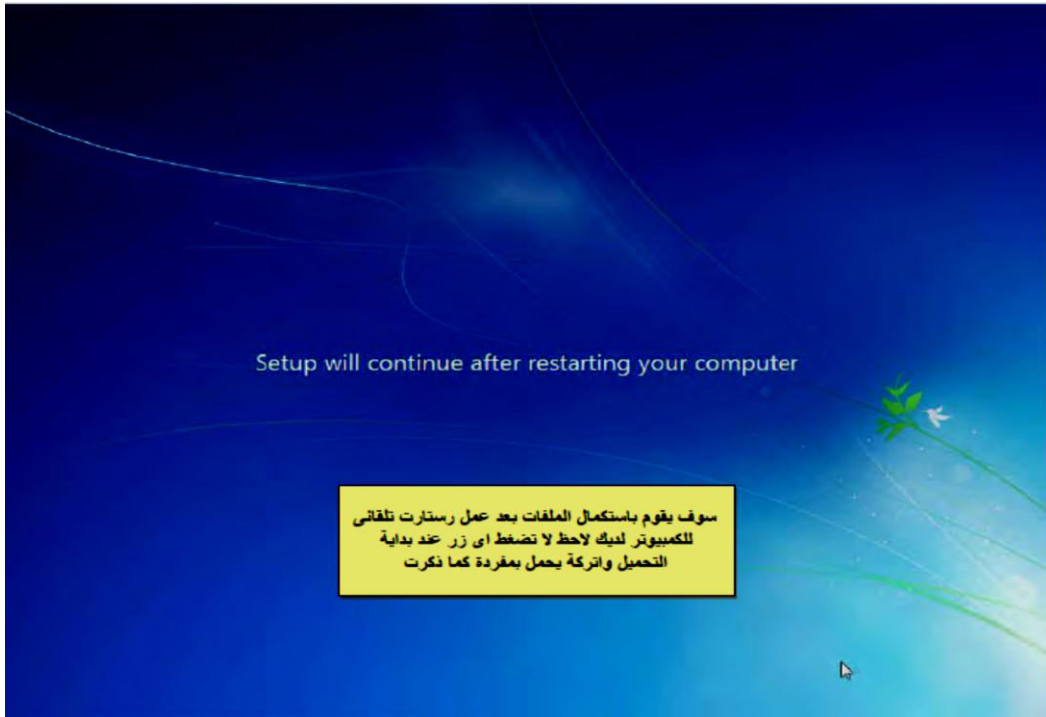 Setup will continue after restarting your computer
سوف يقوم باستكمال الملفات بعد عمل رستارت تلقائى
للكمبيوتر لديك لاحظ لا تضغط اى زر عند بداية
التحميل واتركة يحمل بمفردة كما ذكرت